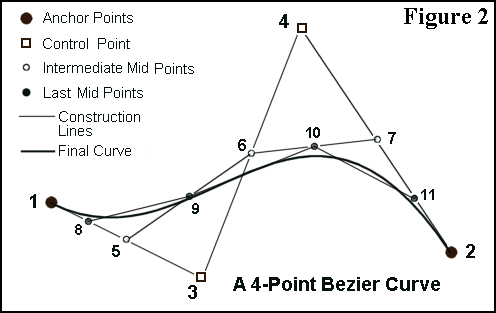 Figure 2
Anchor Points
Control Point
Intermediate Mid Points
Last Mid Points
Construction
Lines
Final Curve
4
6
10
7
1
8
9
5
11
2
3
A 4-Point Bezier Curve